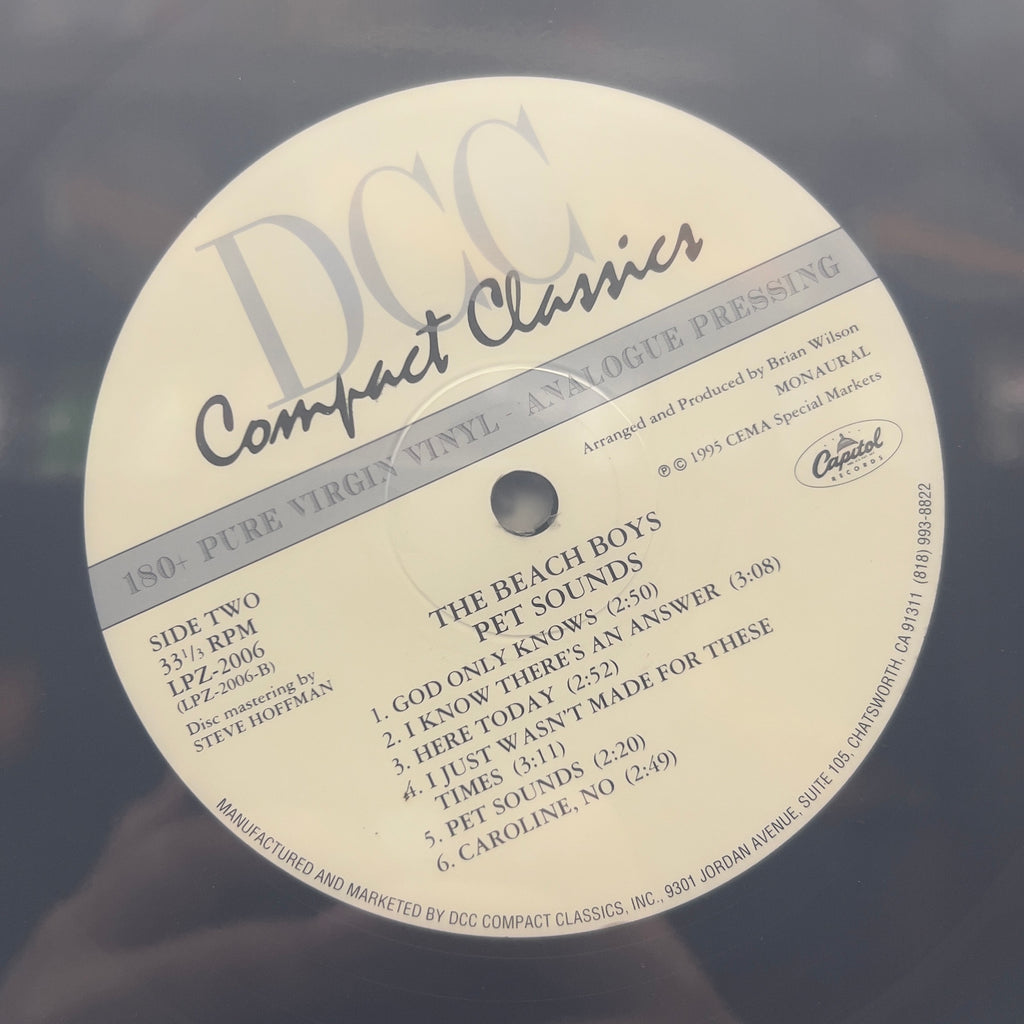 DCC
Compact Classics
180+ PURE VIRGIN VINYL - ANALOGUE PRESSING
Arranged and Produced by Brian Wilson
MONAURAL
℗ © 1995 CEMA Special Markets
Capitol
RECORDS
SIDE TWO
33 1/3 RPM
LPZ-2006
(LPZ-2006-B)
Disc mastering by
STEVE HOFFMAN
THE BEACH BOYS
PET SOUNDS
1. GOD ONLY KNOWS (2:50)
2. I KNOW THERE'S AN ANSWER (3:08)
3. HERE TODAY (2:52)
4. I JUST WASN'T MADE FOR THESE
TIMES (3:11)
5. PET SOUNDS (2:20)
6. CAROLINE, NO (2:49)
MANUFACTURED AND MARKETED BY DCC COMPACT CLASSICS, INC., 9301 JORDAN AVENUE, SUITE 105, CHATSWORTH, CA 91311 (818) 993-8822